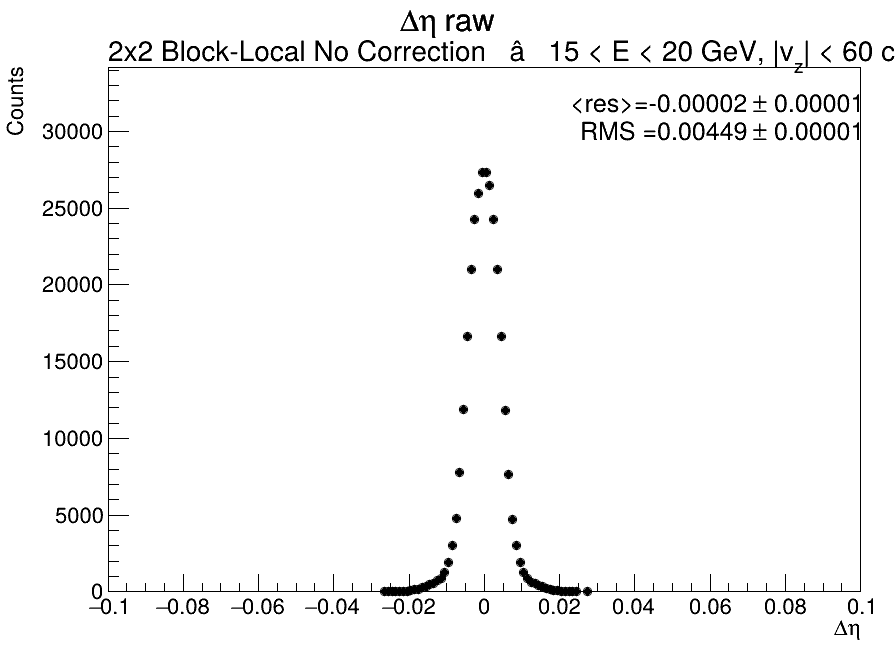 Δη raw
2x2 Block-Local No Correction â 15 < E < 20 GeV, |v_z| < 60 c
Counts
<res>=-0.00002 ± 0.00001
RMS =0.00449 ± 0.00001
30000
25000
20000
15000
10000
5000
0
−0.1 −0.08 −0.06 −0.04 −0.02 0 0.02 0.04 0.06 0.08 0.1
Δη